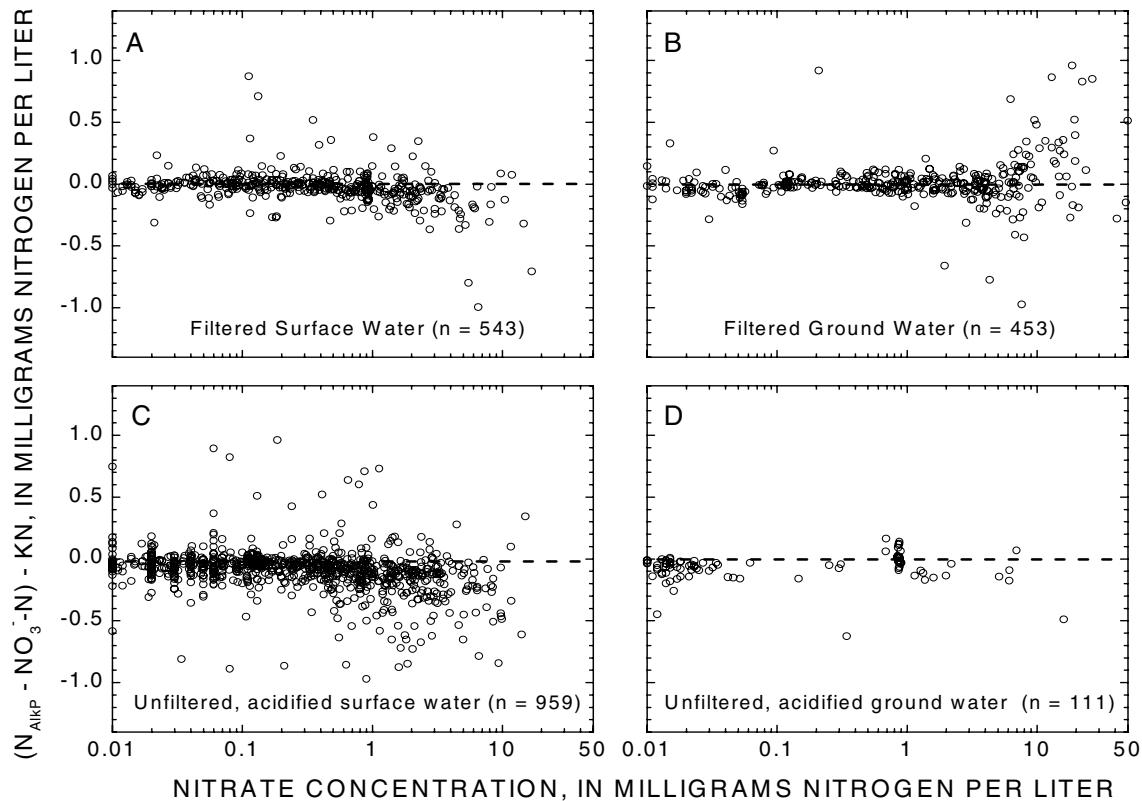 (N_AlkP - NO₃⁻-N) - KN, IN MILLIGRAMS NITROGEN PER LITER
A
1.0
0.5
0.0
-0.5
-1.0
Filtered Surface Water (n = 543)
B
Filtered Ground Water (n = 453)
C
1.0
0.5
0.0
-0.5
-1.0
Unfiltered, acidified surface water (n = 959)
0.01 0.1 1 10 50
D
Unfiltered, acidified ground water (n = 111)
0.01 0.1 1 10 50
NITRATE CONCENTRATION, IN MILLIGRAMS NITROGEN PER LITER